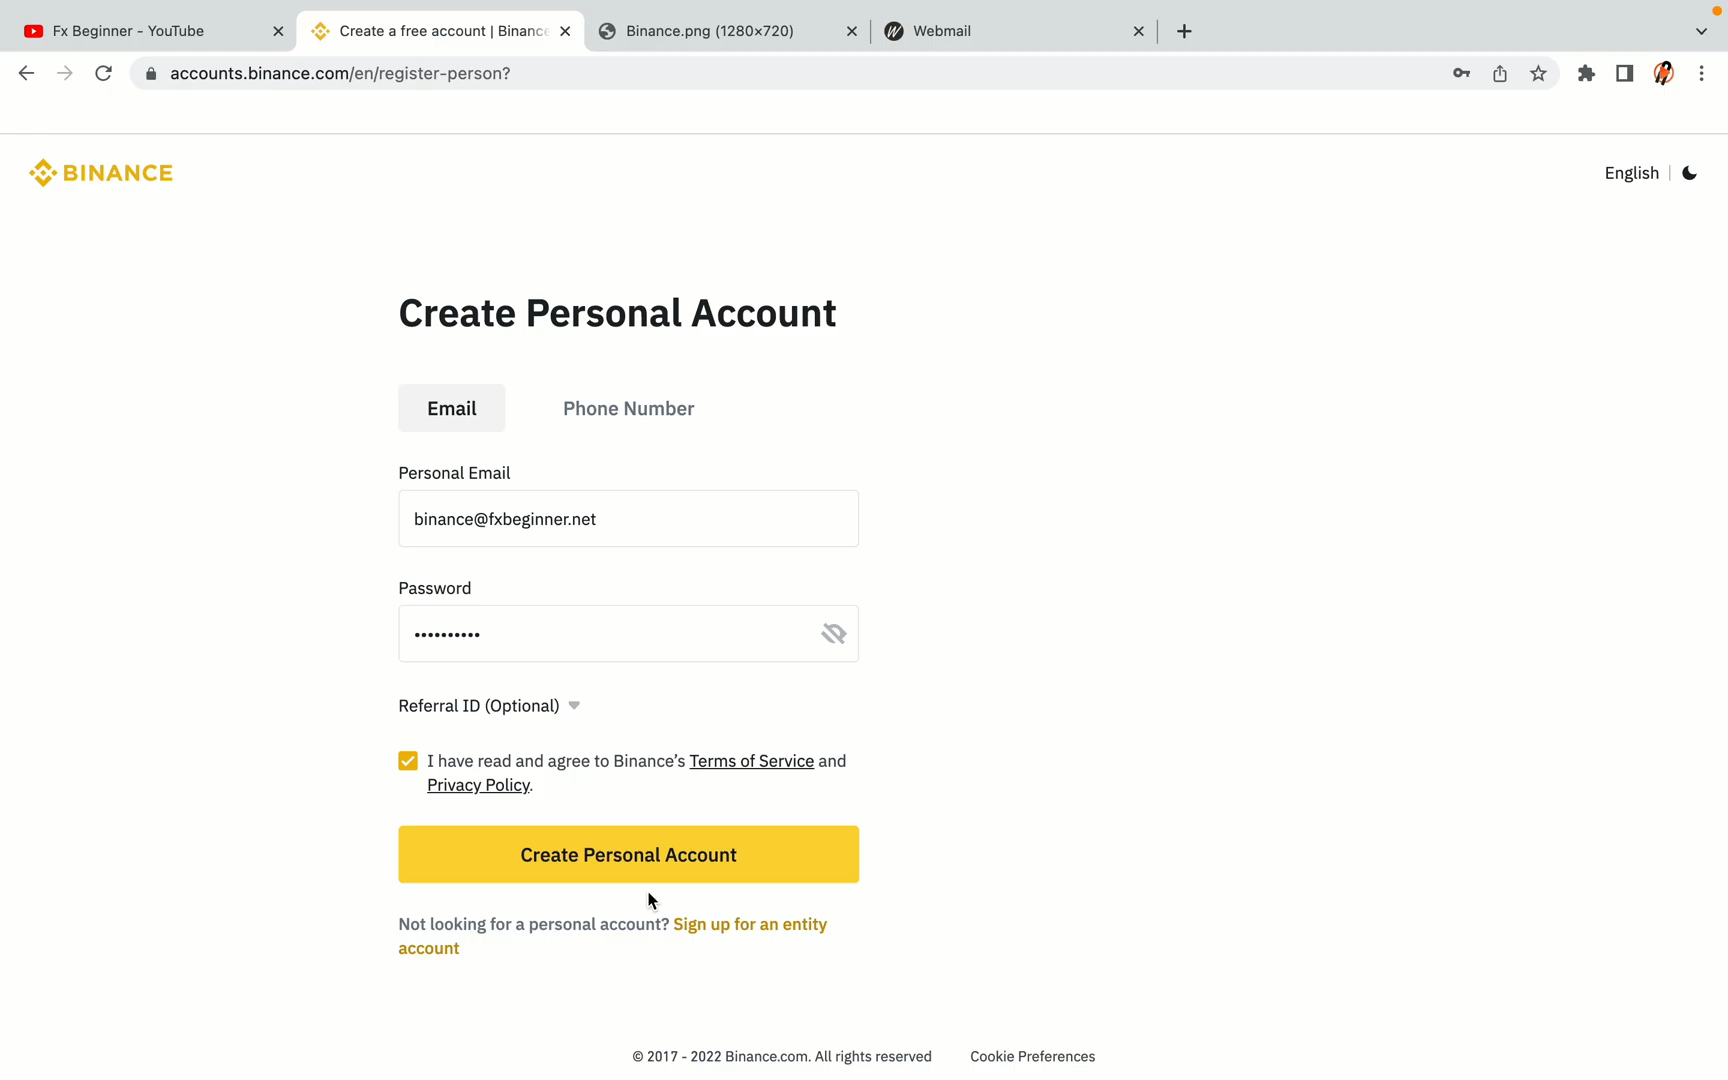 Fx Beginner - YouTube
Create a free account | Binance
Binance.png (1280×720)
Webmail
accounts.binance.com/en/register-person?
BINANCE
English
Create Personal Account
Email
Phone Number
Personal Email
binance@fxbeginner.net
Password
••••••••••
Referral ID (Optional)
I have read and agree to Binance’s Terms of Service and
Privacy Policy.
Create Personal Account
Not looking for a personal account? Sign up for an entity
account
© 2017 - 2022 Binance.com. All rights reserved
Cookie Preferences